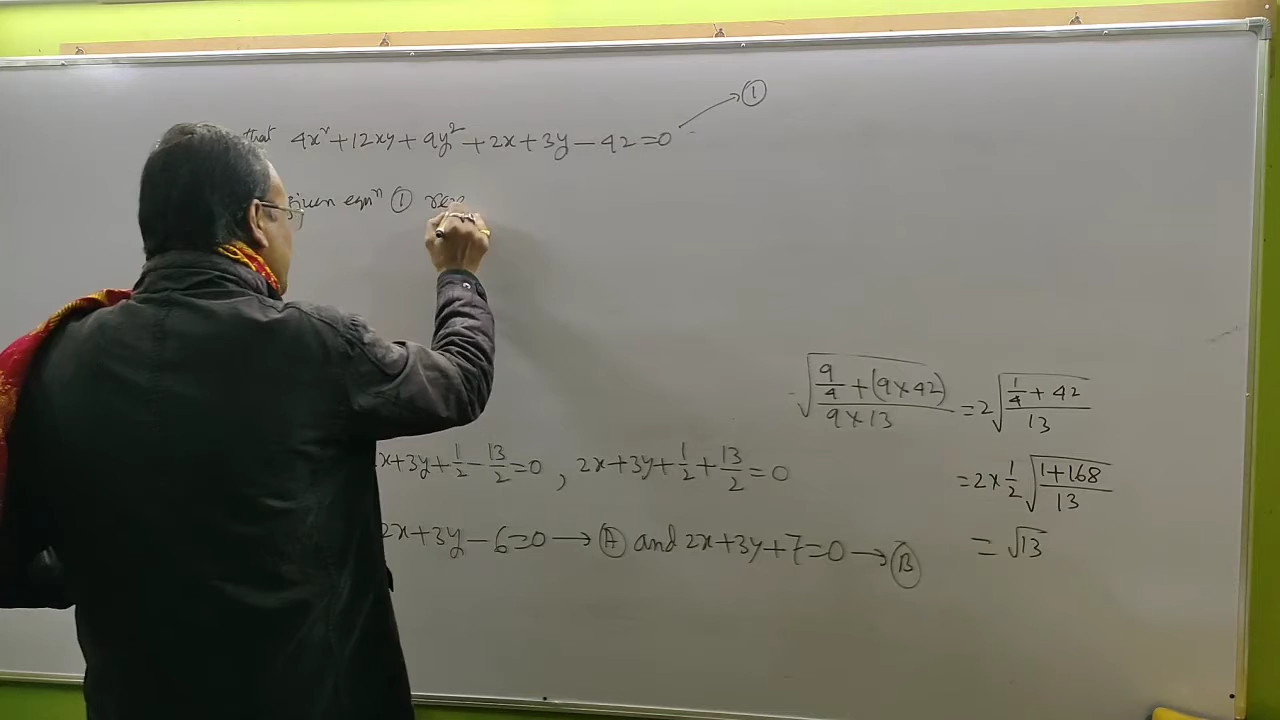 that 4x² + 12xy + 9y² + 2x + 3y - 42 = 0 → ①
given eqnⁿ ① rep
√((9/4 + (9×42))/(9×13)) = 2√((1/4 + 42)/13)
= 2×1/2 √((1+168)/13)
= √13
x+3y+1/2-13/2=0, 2x+3y+1/2+13/2=0
2x+3y-6=0 → Ⓐ and 2x+3y+7=0 → Ⓑ